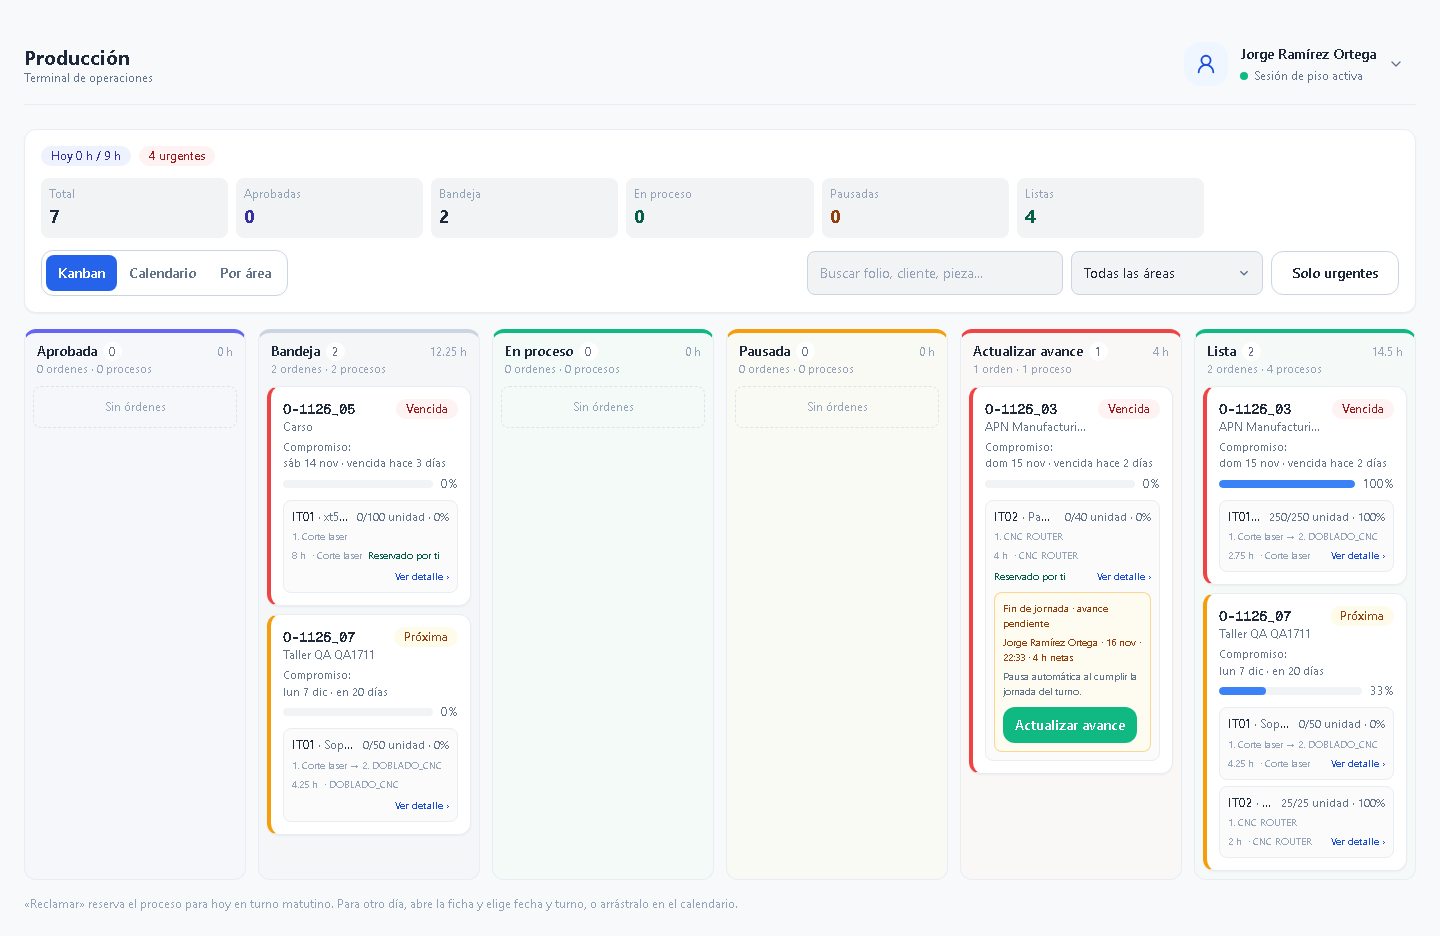 Producción
Terminal de operaciones
Jorge Ramírez Ortega
Sesión de piso activa
Hoy 0 h / 9 h
4 urgentes
Total
7
Aprobadas
0
Bandeja
2
En proceso
0
Pausadas
0
Listas
4
Kanban
Calendario
Por área
Buscar folio, cliente, pieza...
Todas las áreas
Solo urgentes
Aprobada 0 0 h
0 ordenes · 0 procesos
Sin órdenes
Bandeja 2 12.25 h
2 ordenes · 2 procesos
O-1126_05 Vencida
Carso
Compromiso:
sáb 14 nov · vencida hace 3 días
0%
IT01 · xt5... 0/100 unidad · 0%
1. Corte laser
8 h · Corte laser Reservado por ti
Ver detalle ›
O-1126_07 Próxima
Taller QA QA1711
Compromiso:
lun 7 dic · en 20 días
0%
IT01 · Sop... 0/50 unidad · 0%
1. Corte laser → 2. DOBLADO_CNC
4.25 h · DOBLADO_CNC
Ver detalle ›
En proceso 0 0 h
0 ordenes · 0 procesos
Sin órdenes
Pausada 0 0 h
0 ordenes · 0 procesos
Sin órdenes
Actualizar avance 1 4 h
1 orden · 1 proceso
O-1126_03 Vencida
APN Manufacturi...
Compromiso:
dom 15 nov · vencida hace 2 días
0%
IT02 · Pa... 0/40 unidad · 0%
1. CNC ROUTER
4 h · CNC ROUTER
Reservado por ti Ver detalle ›
Fin de jornada · avance
pendiente
Jorge Ramírez Ortega · 16 nov ·
22:33 · 4 h netas
Pausa automática al cumplir la
jornada del turno.
Actualizar avance
Lista 2 14.5 h
2 ordenes · 4 procesos
O-1126_03 Vencida
APN Manufacturi...
Compromiso:
dom 15 nov · vencida hace 2 días
100%
IT01... 250/250 unidad · 100%
1. Corte laser → 2. DOBLADO_CNC
2.75 h · Corte laser Ver detalle ›
O-1126_07 Próxima
Taller QA QA1711
Compromiso:
lun 7 dic · en 20 días
33%
IT01 · Sop... 0/50 unidad · 0%
1. Corte laser → 2. DOBLADO_CNC
4.25 h · Corte laser Ver detalle ›
IT02 · ... 25/25 unidad · 100%
1. CNC ROUTER
2 h · CNC ROUTER Ver detalle ›
«Reclamar» reserva el proceso para hoy en turno matutino. Para otro día, abre la ficha y elige fecha y turno, o arrástralo en el calendario.